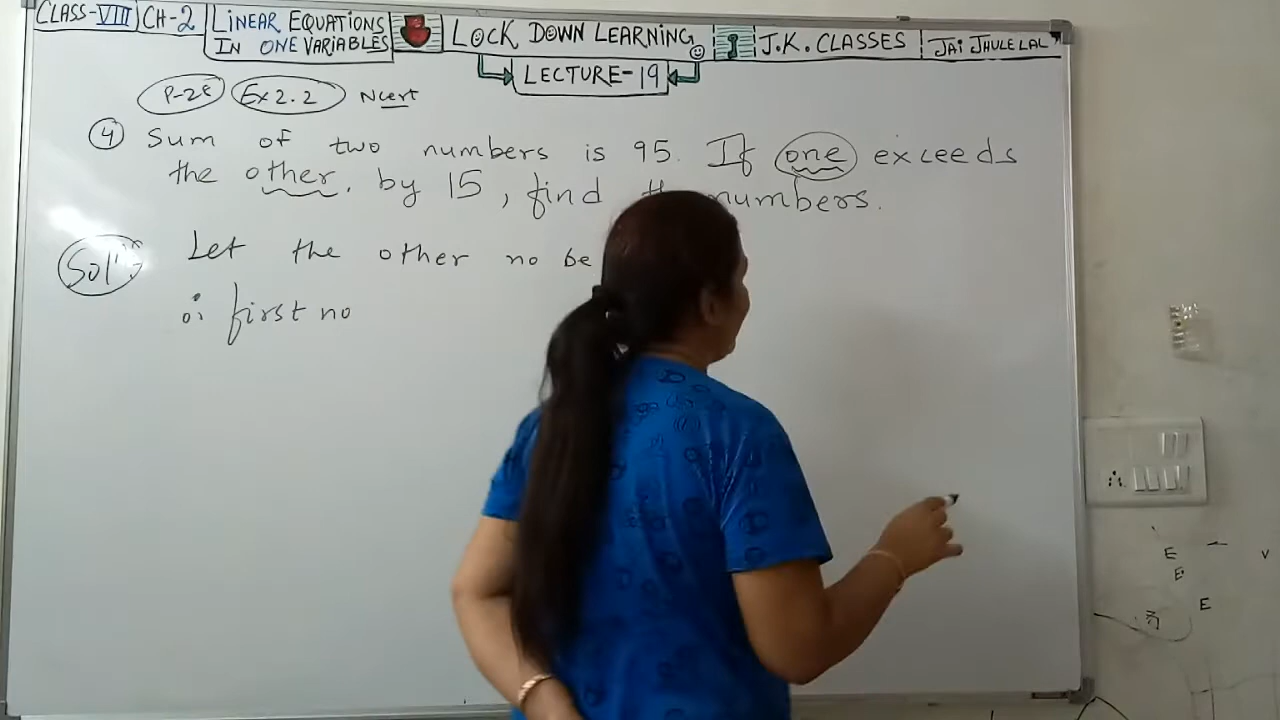 CLASS-VIII CH-2 LINEAR EQUATIONS IN ONE VARIABLES LOCK DOWN LEARNING J.K. CLASSES JAI JHULELAL
LECTURE-19
P-28 Ex 2.2 Ncert
4 Sum of two numbers is 95. If one exceeds
the other, by 15, find numbers.
Sol Let the other no be
∴ first no